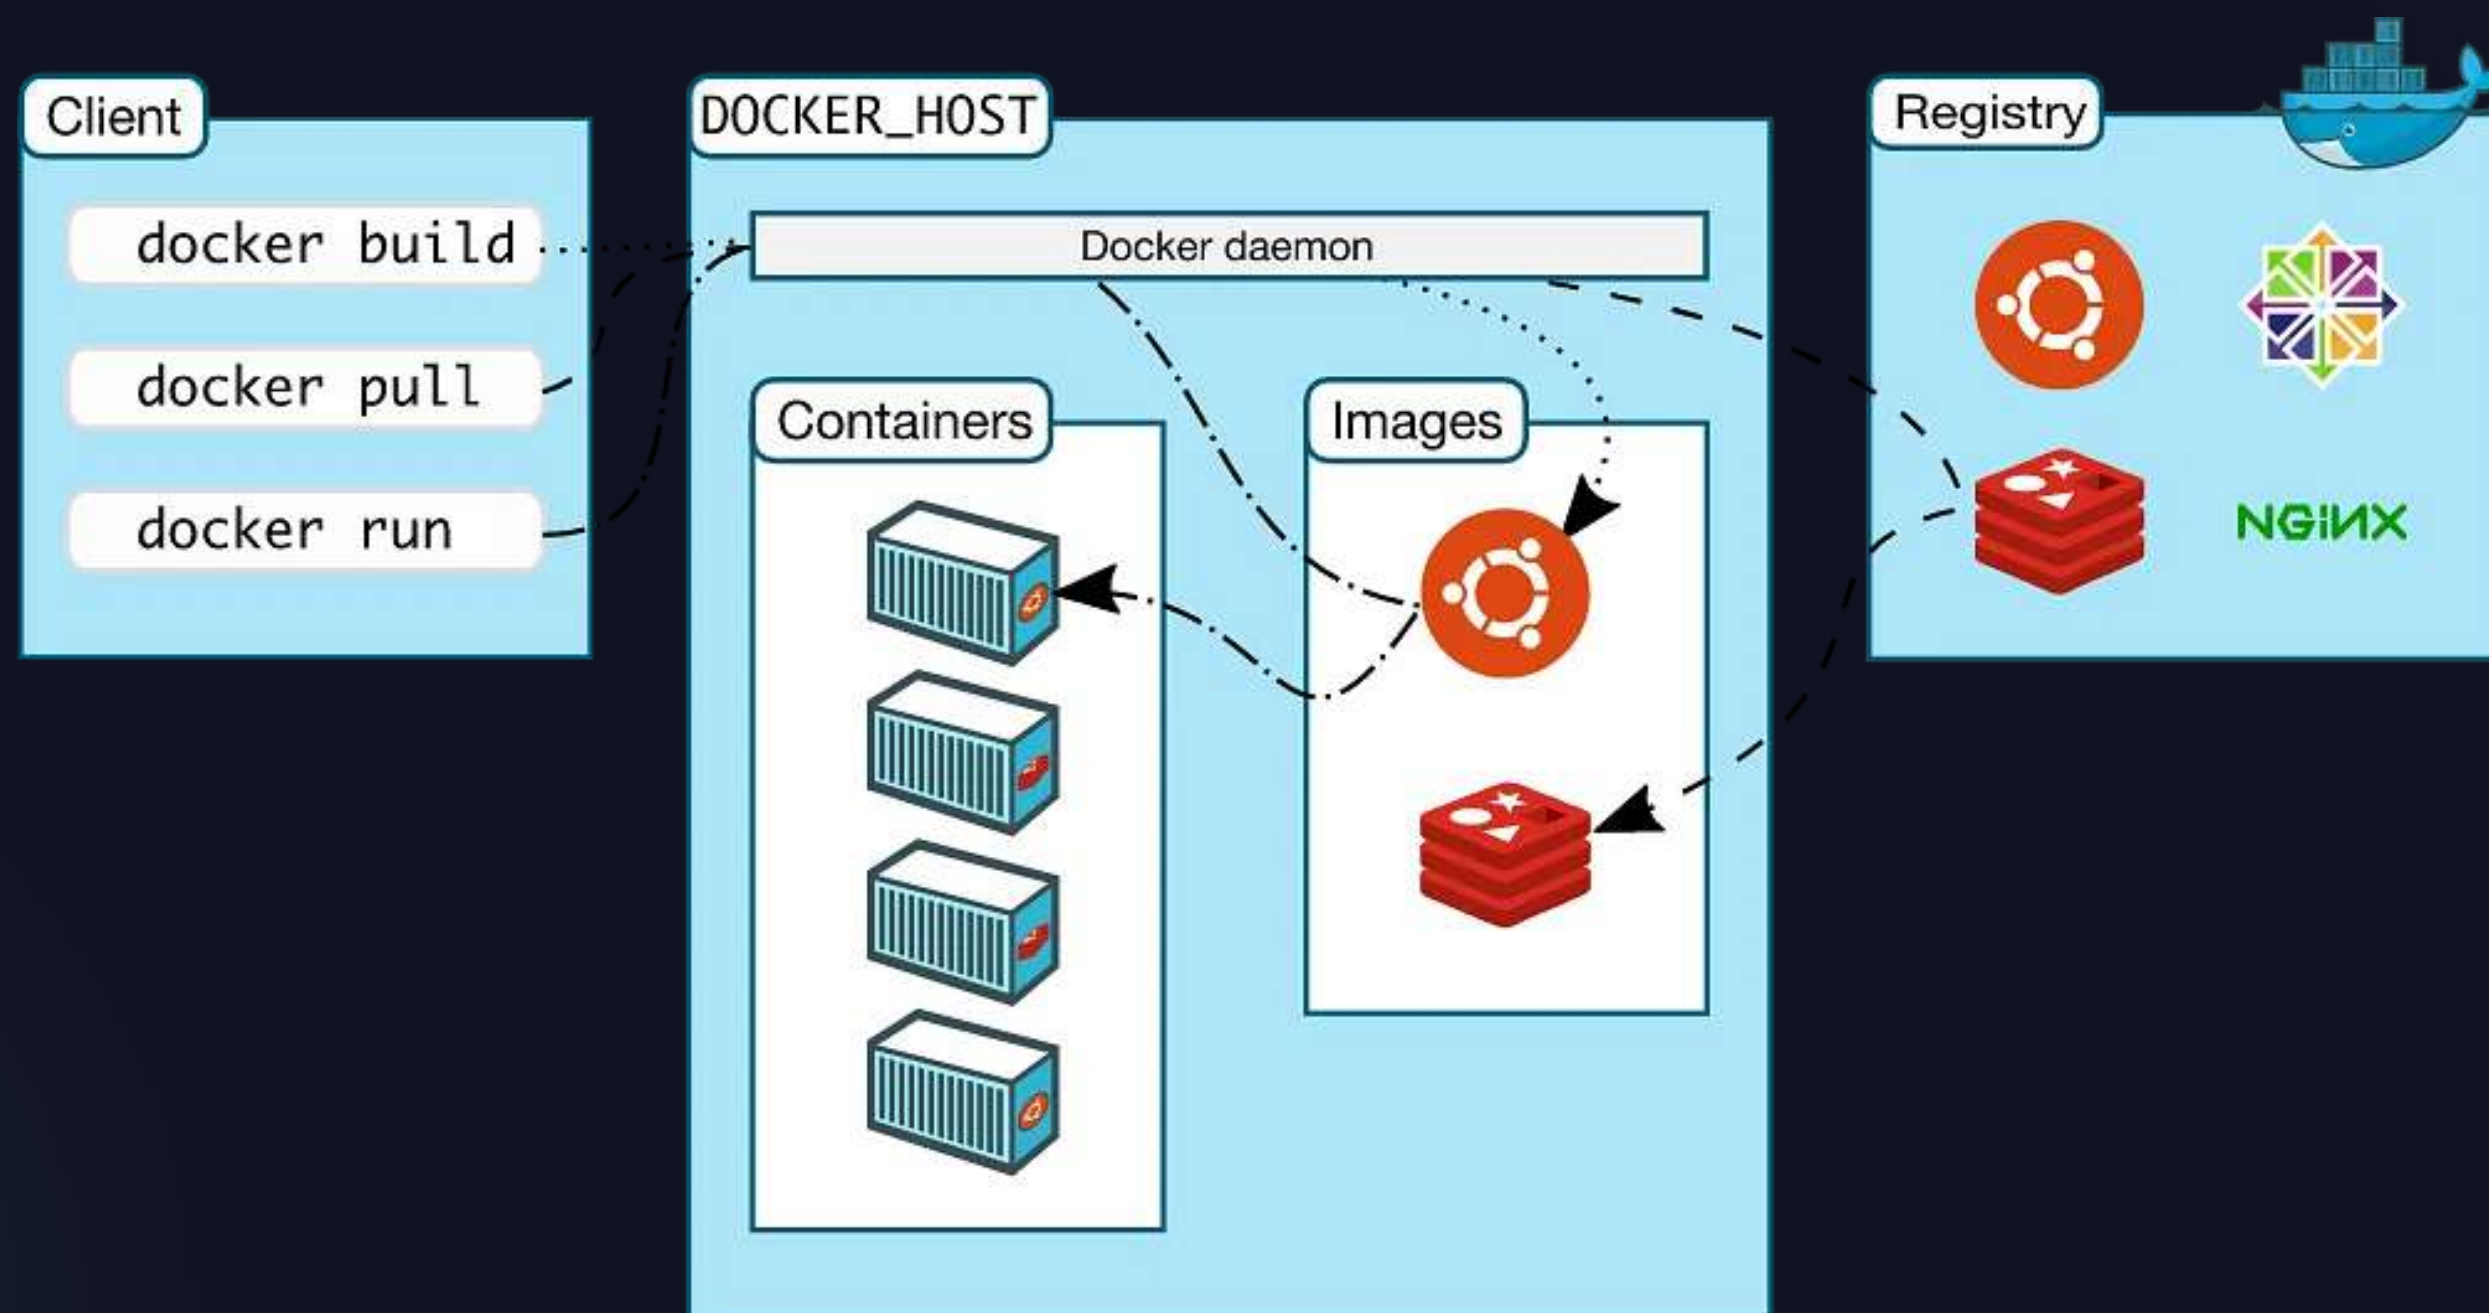 Client
docker build
docker pull
docker run
DOCKER_HOST
Docker daemon
Containers
Images
Registry
NGiNX